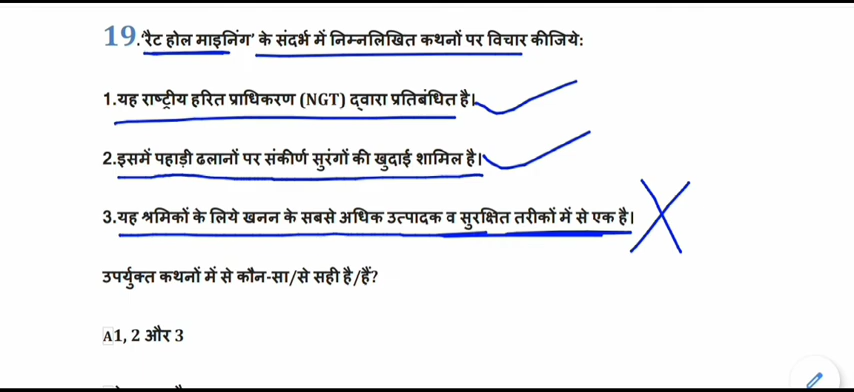 19.'रैट होल माइनिंग' के संदर्भ में निम्नलिखित कथनों पर विचार कीजिये:
1.यह राष्ट्रीय हरित प्राधिकरण (NGT) द्वारा प्रतिबंधित है।
2.इसमें पहाड़ी ढलानों पर संकीर्ण सुरंगों की खुदाई शामिल है।
3.यह श्रमिकों के लिये खनन के सबसे अधिक उत्पादक व सुरक्षित तरीकों में से एक है।
उपर्युक्त कथनों में से कौन-सा/से सही है/हैं?
A1, 2 और 3